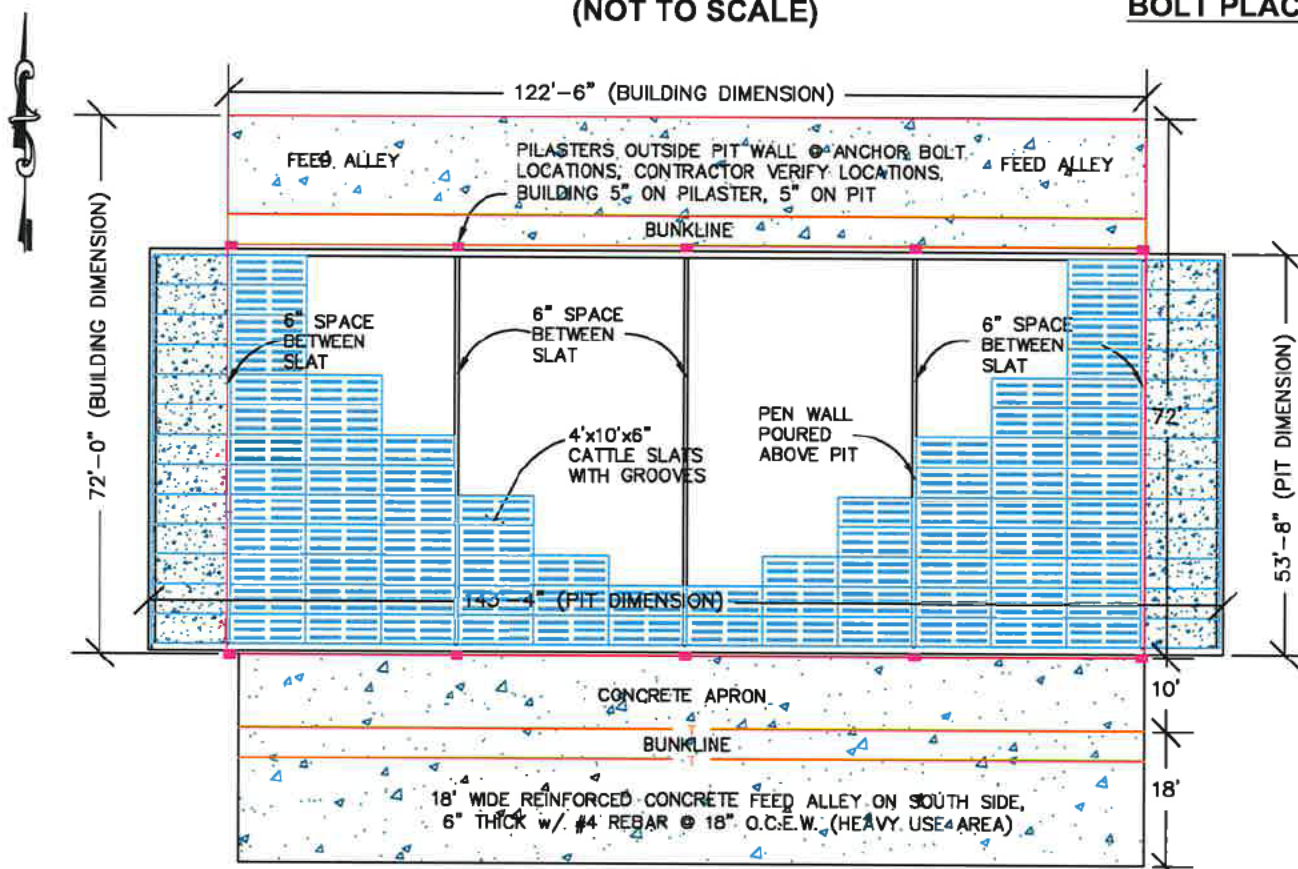 (NOT TO SCALE)
BOLT PLAC
122'-6" (BUILDING DIMENSION)
FEED ALLEY
PILASTERS OUTSIDE PIT WALL @ ANCHOR BOLT
LOCATIONS, CONTRACTOR VERIFY LOCATIONS,
BUILDING 5" ON PILASTER, 5" ON PIT
FEED ALLEY
BUNKLINE
72'-0" (BUILDING DIMENSION)
6" SPACE
BETWEEN
SLAT
6" SPACE
BETWEEN
SLAT
6" SPACE
BETWEEN
SLAT
4'x10'x6"
CATTLE SLATS
WITH GROOVES
PEN WALL
POURED
ABOVE PIT
72'
53'-8" (PIT DIMENSION)
143'-4" (PIT DIMENSION)
CONCRETE APRON
10'
BUNKLINE
18'
18' WIDE REINFORCED CONCRETE FEED ALLEY ON SOUTH SIDE,
6" THICK w/ #4 REBAR @ 18" O.C.E.W. (HEAVY USE AREA)